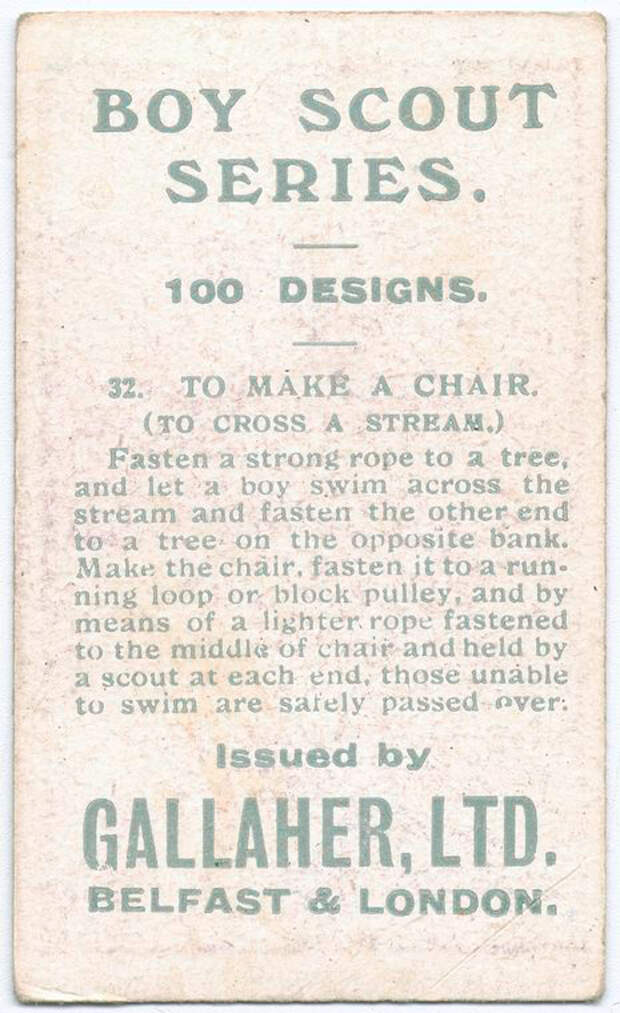 BOY SCOUT
SERIES.
100 DESIGNS.
32. TO MAKE A CHAIR.
(TO CROSS A STREAM.)
Fasten a strong rope to a tree,
and let a boy swim across the
stream and fasten the other end
to a tree on the opposite bank.
Make the chair, fasten it to a run-
ning loop or block pulley, and by
means of a lighter rope fastened
to the middle of chair and held by
a scout at each end, those unable
to swim are safely passed over.
Issued by
GALLAHER, LTD.
BELFAST & LONDON.